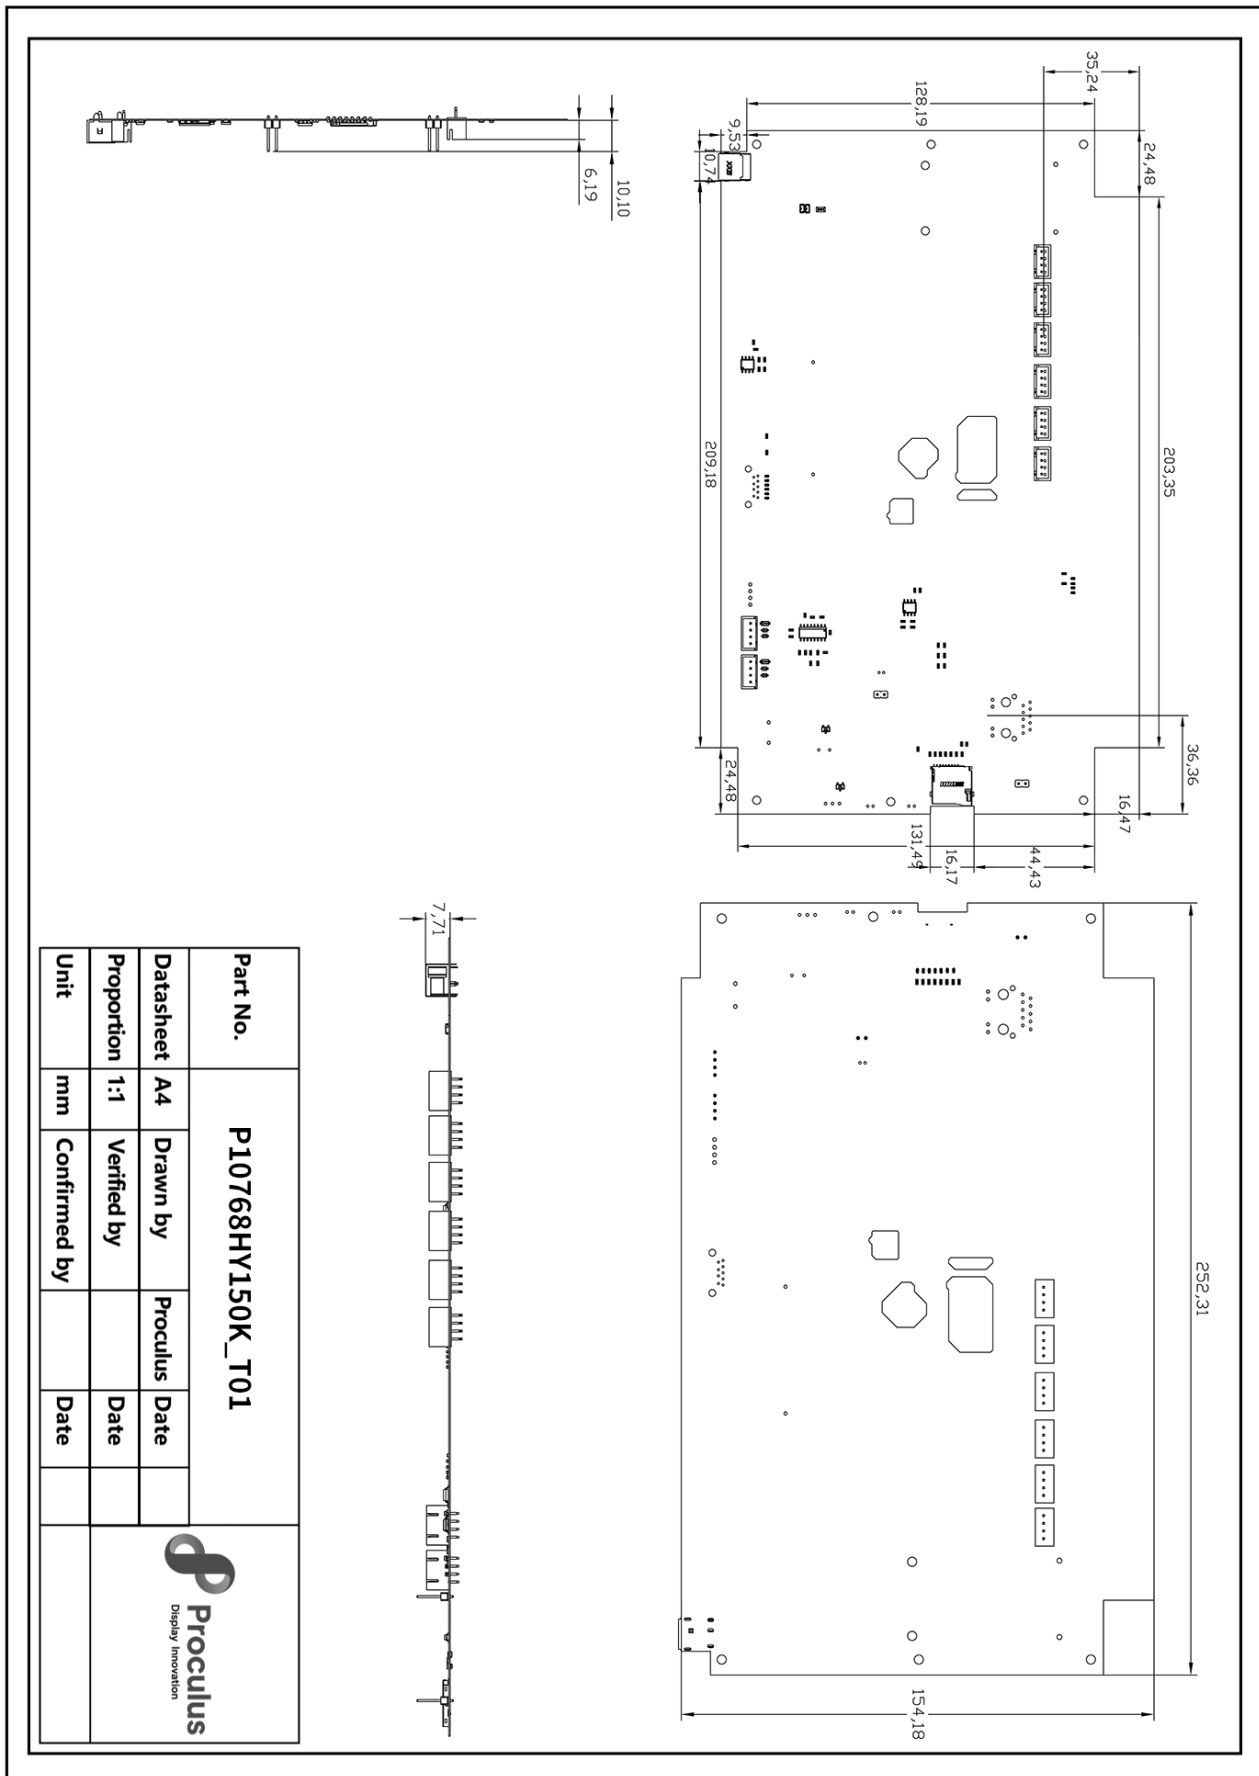 35,24
128,19
9,53
10,74
24,48
6,19
10,10
203,35
209,18
36,36
24,48
16,47
131,49
16,17
44,43
7,71
252,31
154,18
Part No.
P10768HY150K_T01
Datasheet A4 Drawn by Proculus Date
Proportion 1:1 Verified by Date
Unit mm Confirmed by Date
Proculus
Display Innovation